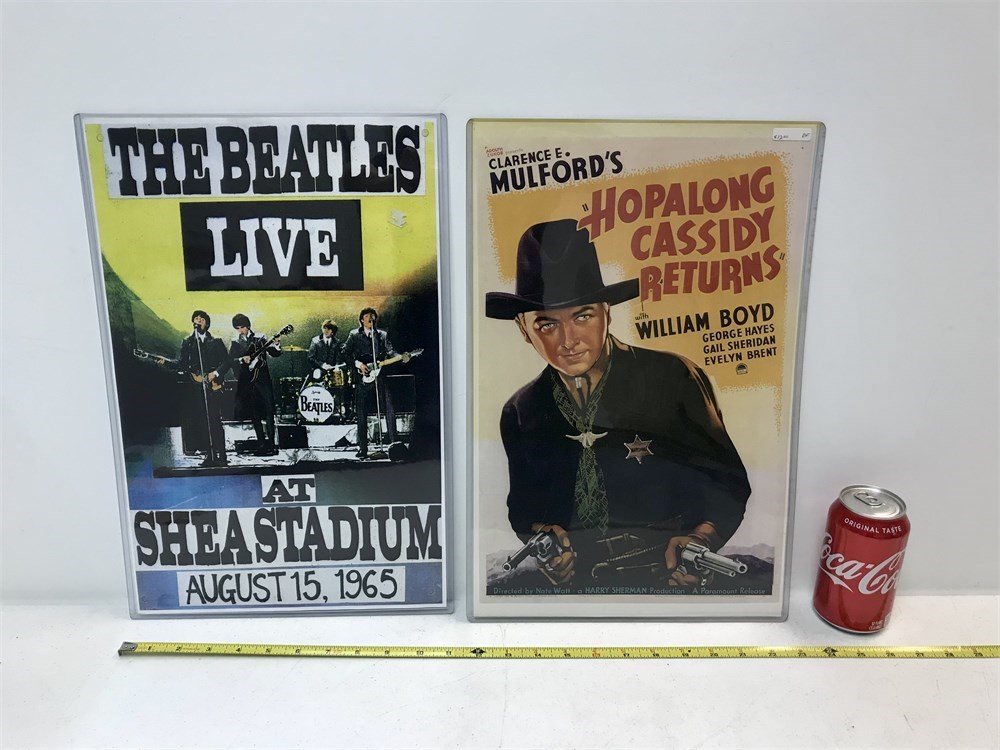 THE BEATLES
LIVE
THE
BEATLES
AT
SHEA STADIUM
AUGUST 15, 1965
CLARENCE E.
MULFORD'S
"HOPALONG
CASSIDY
RETURNS"
with
WILLIAM BOYD
GEORGE HAYES
GAIL SHERIDAN
EVELYN BRENT
Directed by Nate Watt · a HARRY SHERMAN Production · A Paramount Release
ORIGINAL TASTE
Coca-Co